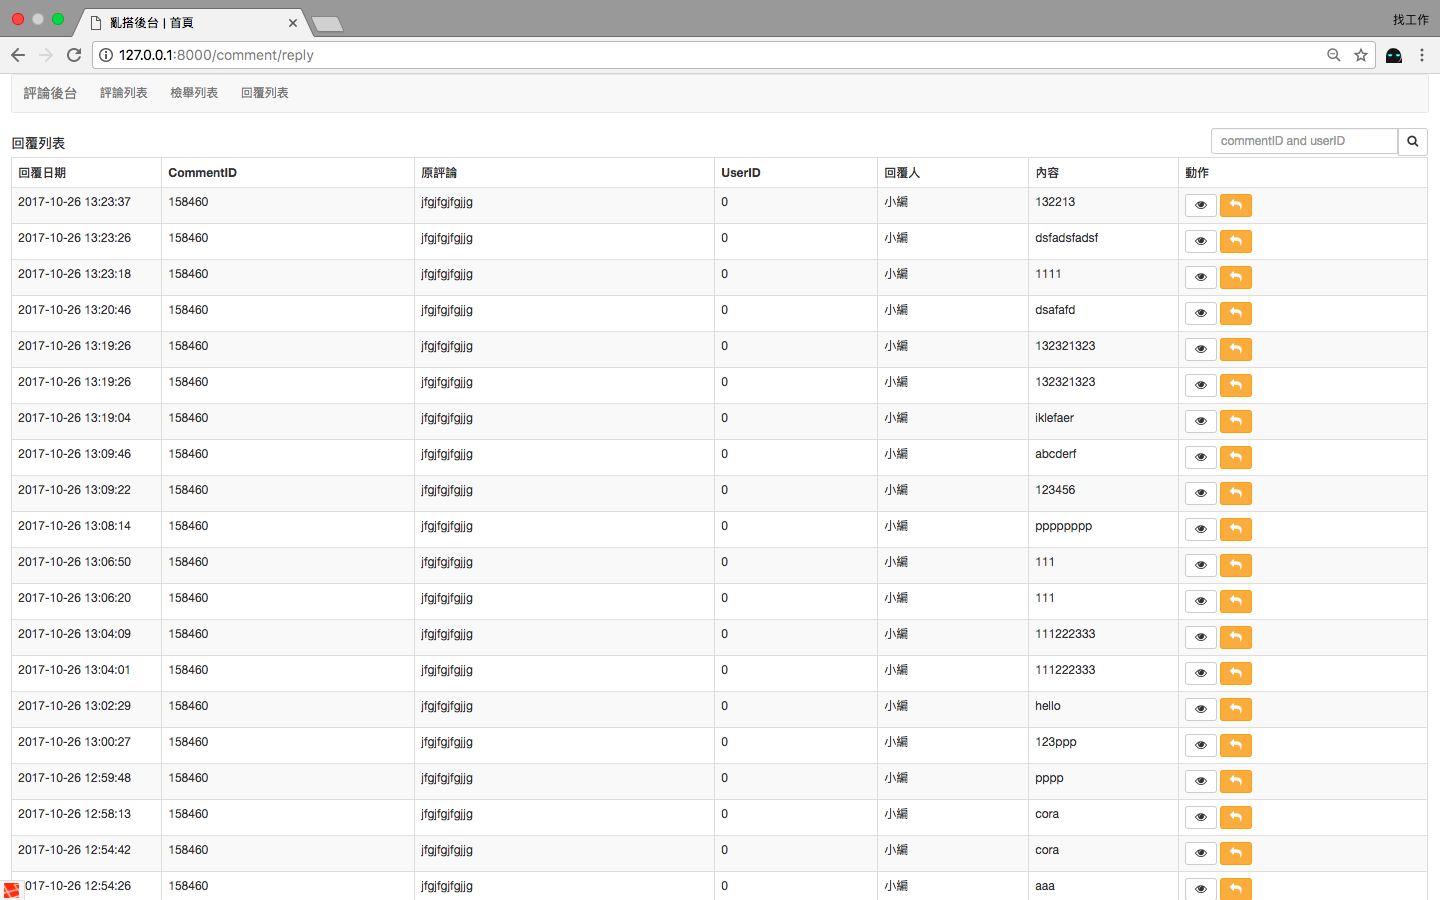 亂搭後台 | 首頁
找工作
127.0.0.1:8000/comment/reply
評論後台 評論列表 檢舉列表 回覆列表
回覆列表 commentID and userID
回覆日期 CommentID 原評論 UserID 回覆人 內容 動作
2017-10-26 13:23:37 158460 jfgjfgjfgjjg 0 小編 132213
2017-10-26 13:23:26 158460 jfgjfgjfgjjg 0 小編 dsfadsfadsf
2017-10-26 13:23:18 158460 jfgjfgjfgjjg 0 小編 1111
2017-10-26 13:20:46 158460 jfgjfgjfgjjg 0 小編 dsafafd
2017-10-26 13:19:26 158460 jfgjfgjfgjjg 0 小編 132321323
2017-10-26 13:19:26 158460 jfgjfgjfgjjg 0 小編 132321323
2017-10-26 13:19:04 158460 jfgjfgjfgjjg 0 小編 iklefaer
2017-10-26 13:09:46 158460 jfgjfgjfgjjg 0 小編 abcderf
2017-10-26 13:09:22 158460 jfgjfgjfgjjg 0 小編 123456
2017-10-26 13:08:14 158460 jfgjfgjfgjjg 0 小編 pppppppp
2017-10-26 13:06:50 158460 jfgjfgjfgjjg 0 小編 111
2017-10-26 13:06:20 158460 jfgjfgjfgjjg 0 小編 111
2017-10-26 13:04:09 158460 jfgjfgjfgjjg 0 小編 111222333
2017-10-26 13:04:01 158460 jfgjfgjfgjjg 0 小編 111222333
2017-10-26 13:02:29 158460 jfgjfgjfgjjg 0 小編 hello
2017-10-26 13:00:27 158460 jfgjfgjfgjjg 0 小編 123ppp
2017-10-26 12:59:48 158460 jfgjfgjfgjjg 0 小編 pppp
2017-10-26 12:58:13 158460 jfgjfgjfgjjg 0 小編 cora
2017-10-26 12:54:42 158460 jfgjfgjfgjjg 0 小編 cora
017-10-26 12:54:26 158460 jfgjfgjfgjjg 0 小編 aaa